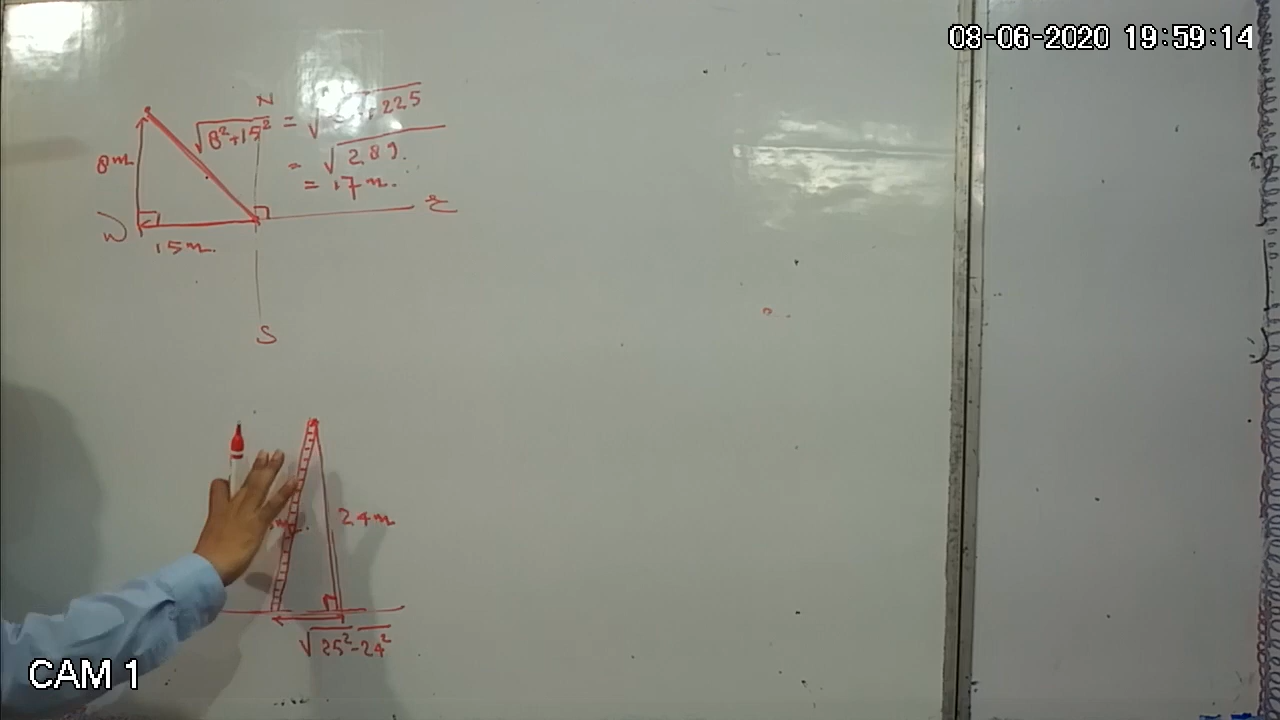 08-06-2020 19:59:14
N
8m
√8²+15² = √ 225
= √289.
= 17m.
W
E
15m.
S
24m
√25²-24²
CAM 1